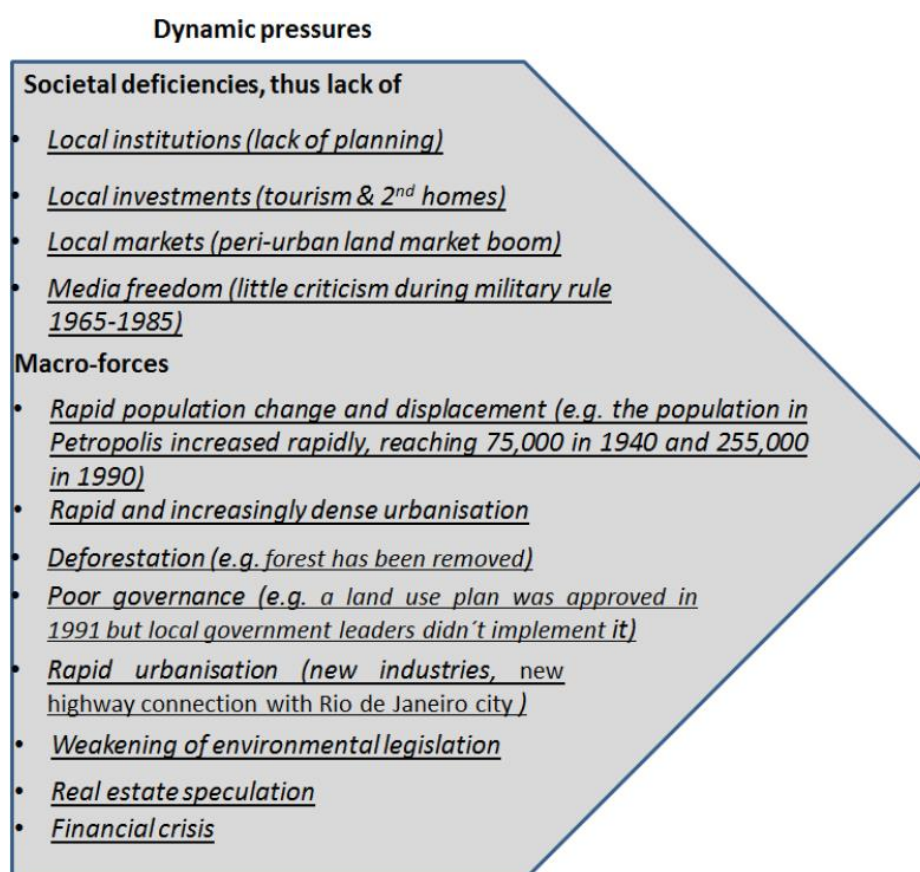 Dynamic pressures
Societal deficiencies, thus lack of
• Local institutions (lack of planning)
• Local investments (tourism & 2nd homes)
• Local markets (peri-urban land market boom)
• Media freedom (little criticism during military rule
1965-1985)
Macro-forces
• Rapid population change and displacement (e.g. the population in
Petropolis increased rapidly, reaching 75,000 in 1940 and 255,000
in 1990)
• Rapid and increasingly dense urbanisation
• Deforestation (e.g. forest has been removed)
• Poor governance (e.g. a land use plan was approved in
1991 but local government leaders didn´t implement it)
• Rapid urbanisation (new industries, new
highway connection with Rio de Janeiro city )
• Weakening of environmental legislation
• Real estate speculation
• Financial crisis